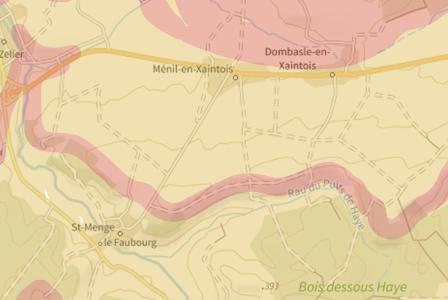 Dombasle-en-
Xaintois
Zeller
Ménil-en-Xaintois
Rau du Puits de Haye
St-Menge
le Faubourg
.393
Bois dessous Haye